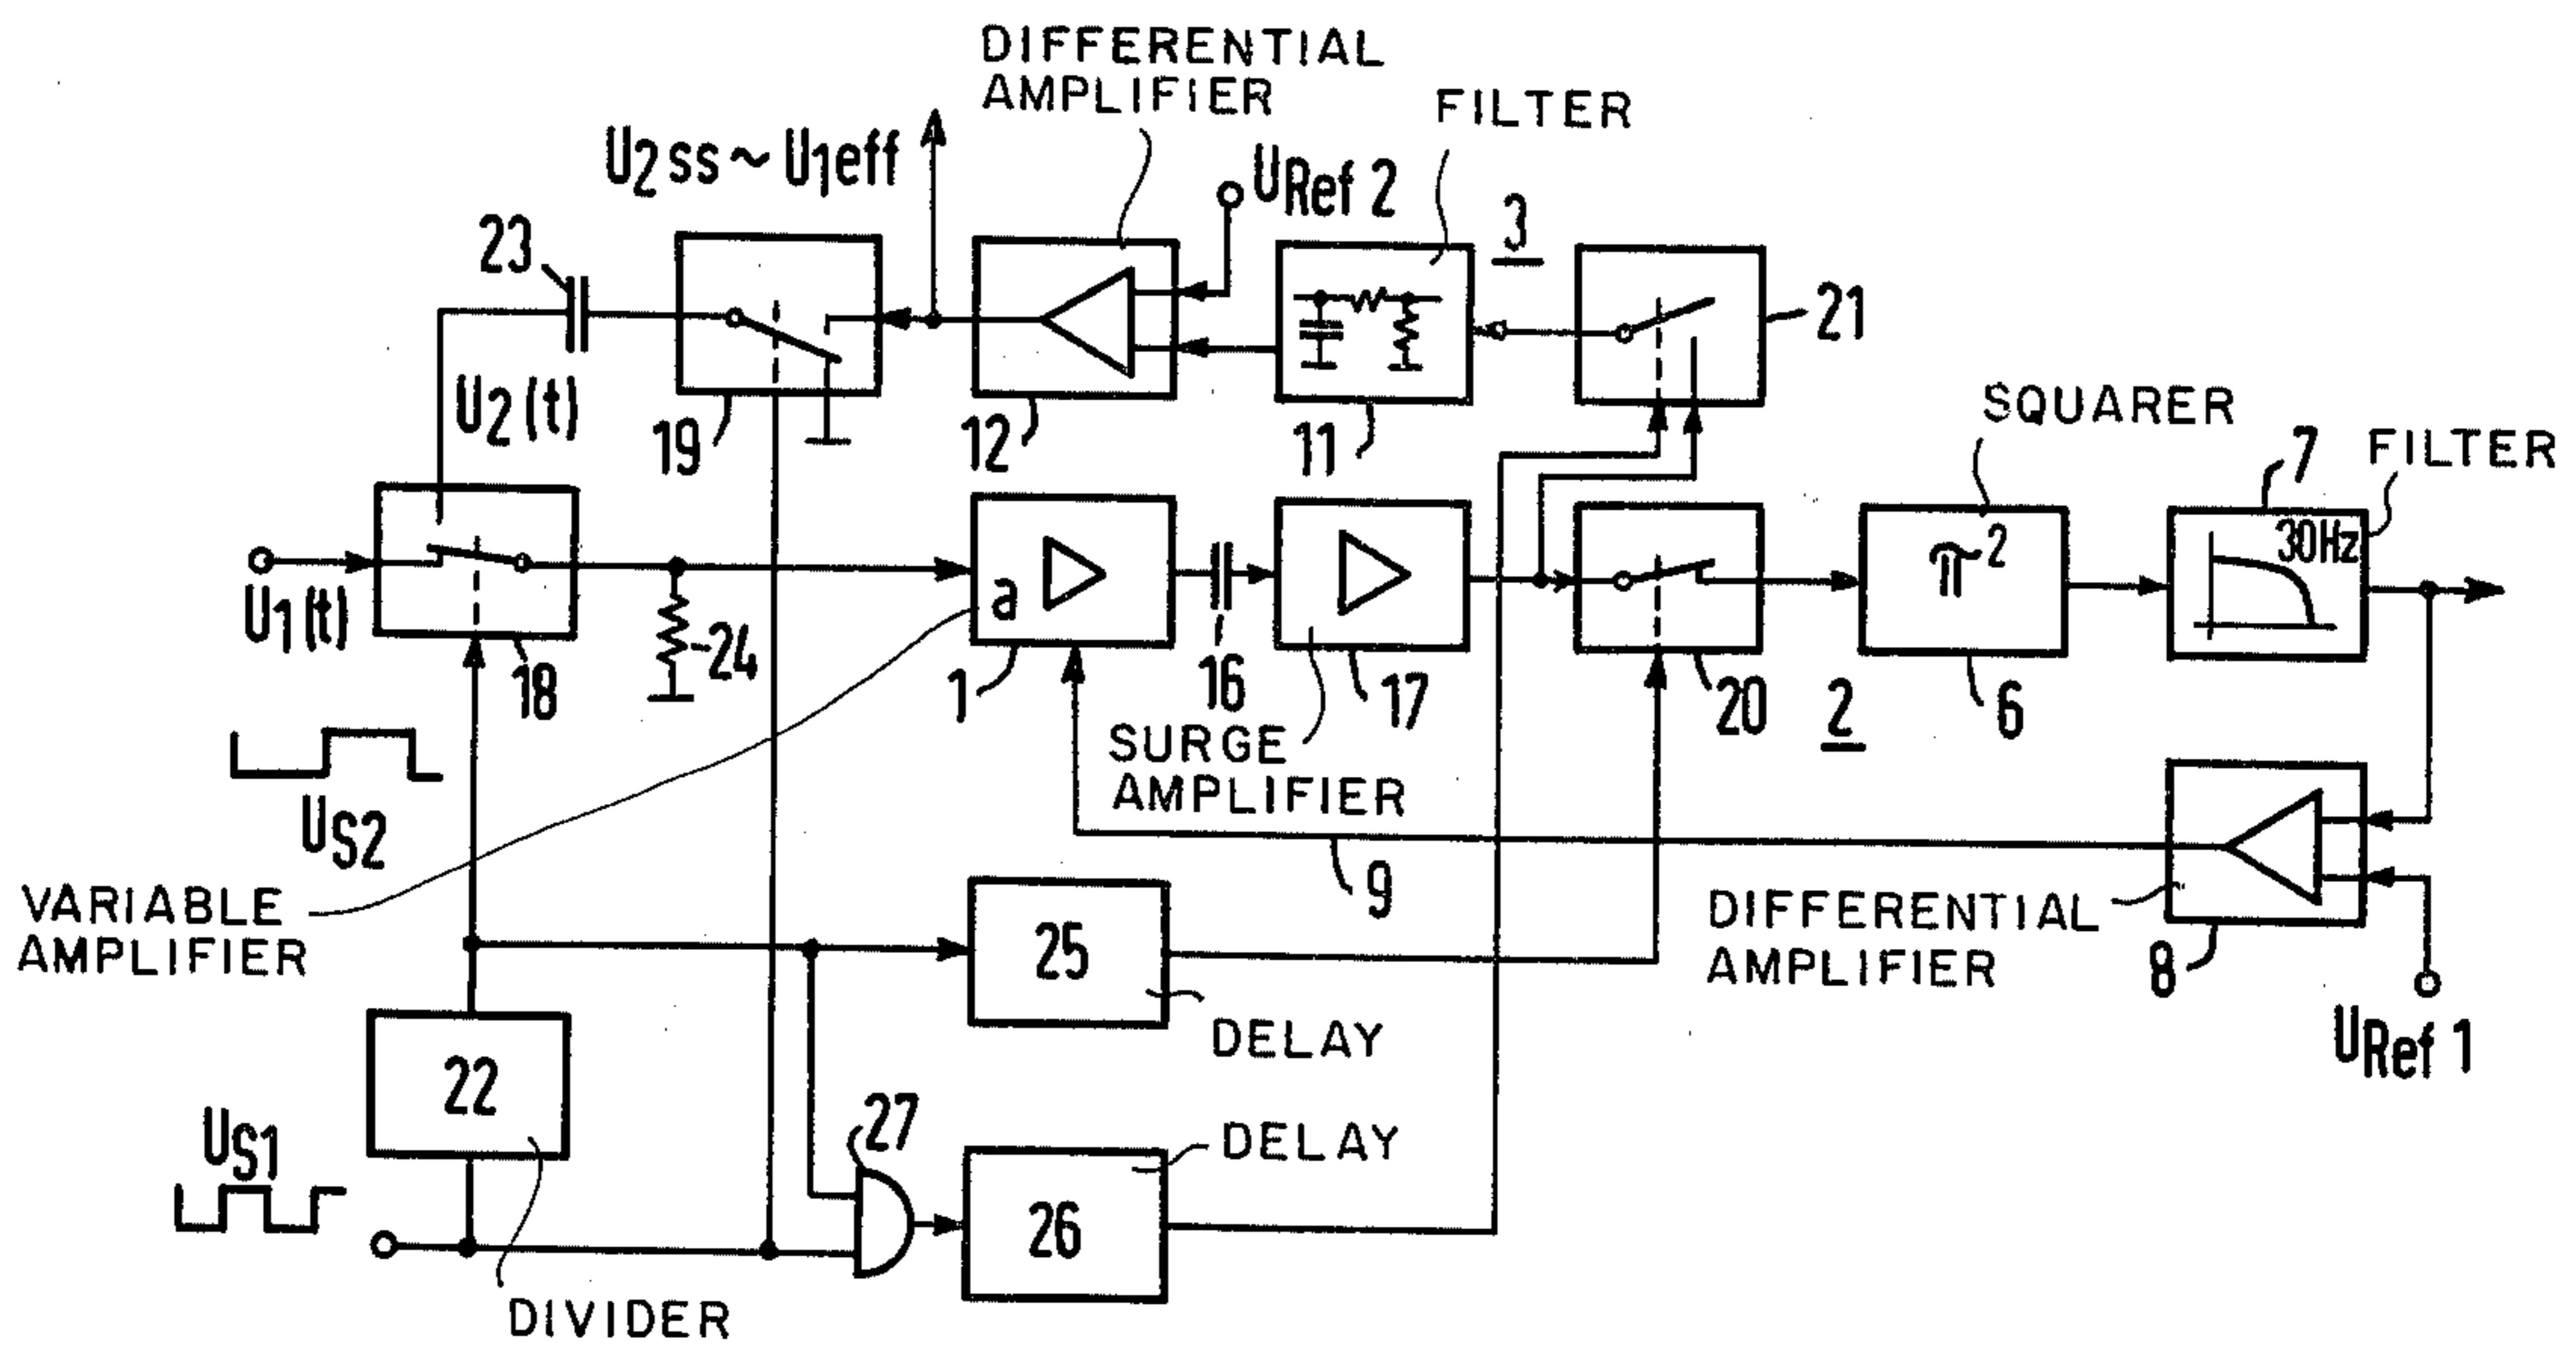 DIFFERENTIAL
AMPLIFIER
FILTER
U2 ss ~ U1eff
URef 2
3
23
21
U2 (t)
19
12
11
SQUARER
7
FILTER
30Hz
π2
U1(t)
18
24
a
1
16
17
20
2
6
SURGE
AMPLIFIER
US2
9
VARIABLE
AMPLIFIER
25
DIFFERENTIAL
AMPLIFIER
8
DELAY
URef 1
22
US1
27
DELAY
26
DIVIDER